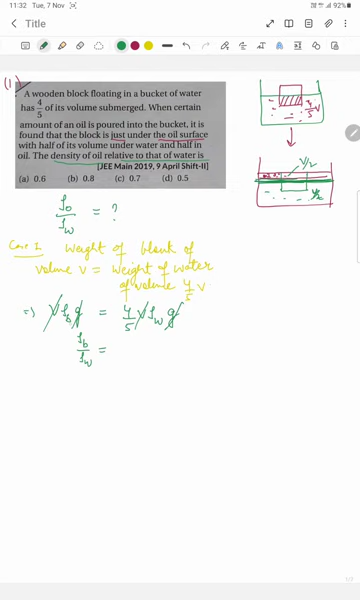 11:32 Tue, 7 Nov
92%
Title
(1)
A wooden block floating in a bucket of water
has 4/5 of its volume submerged. When certain
amount of an oil is poured into the bucket, it is
found that the block is just under the oil surface
with half of its volume under water and half in
oil. The density of oil relative to that of water is
[JEE Main 2019, 9 April Shift-II]
(a) 0.6 (b) 0.8 (c) 0.7 (d) 0.5
4/5 V
V/2
ρo/ρw = ?
Case I weight of block of
volume V = weight of water
of volume 4/5 V
⇒ Vρb g = 4/5 Vρw g
ρb/ρw =
1/2